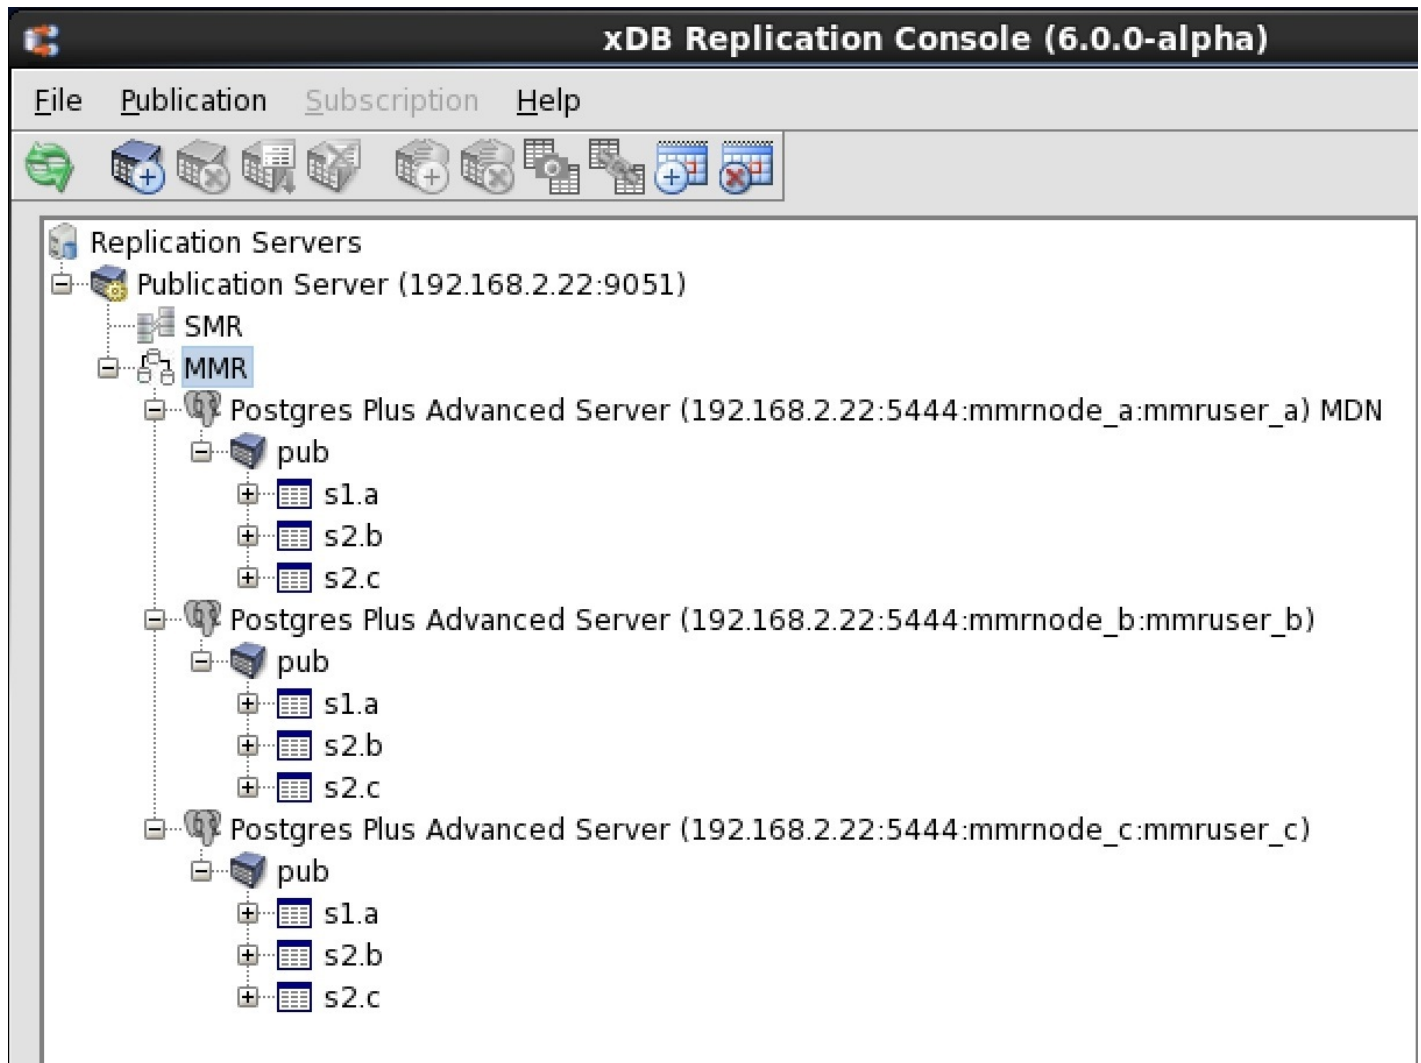 xDB Replication Console (6.0.0-alpha)
File Publication Subscription Help
Replication Servers
Publication Server (192.168.2.22:9051)
SMR
MMR
Postgres Plus Advanced Server (192.168.2.22:5444:mmrnode_a:mmruser_a) MDN
pub
s1.a
s2.b
s2.c
Postgres Plus Advanced Server (192.168.2.22:5444:mmrnode_b:mmruser_b)
pub
s1.a
s2.b
s2.c
Postgres Plus Advanced Server (192.168.2.22:5444:mmrnode_c:mmruser_c)
pub
s1.a
s2.b
s2.c